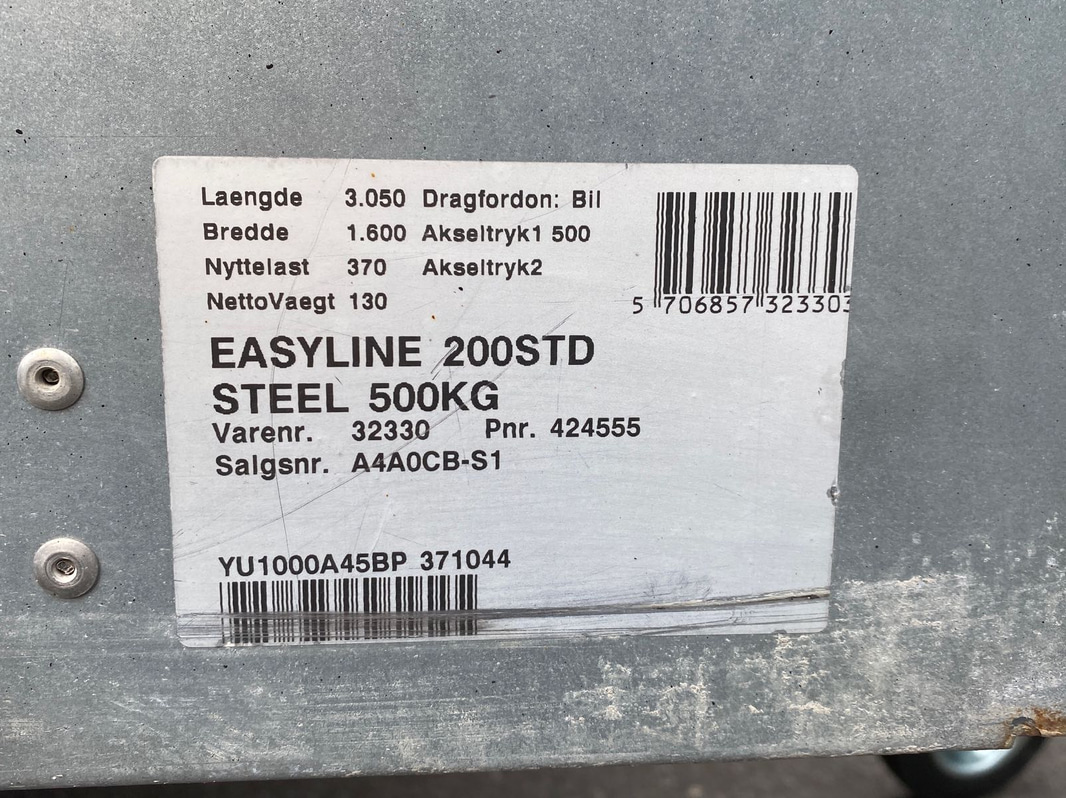 Laengde 3.050 Dragfordon: Bil
Bredde 1.600 Akseltryk1 500
Nyttelast 370 Akseltryk2
NettoVaegt 130
5 706857 323303
EASYLINE 200STD
STEEL 500KG
Varenr. 32330 Pnr. 424555
Salgsnr. A4A0CB-S1
YU1000A45BP 371044